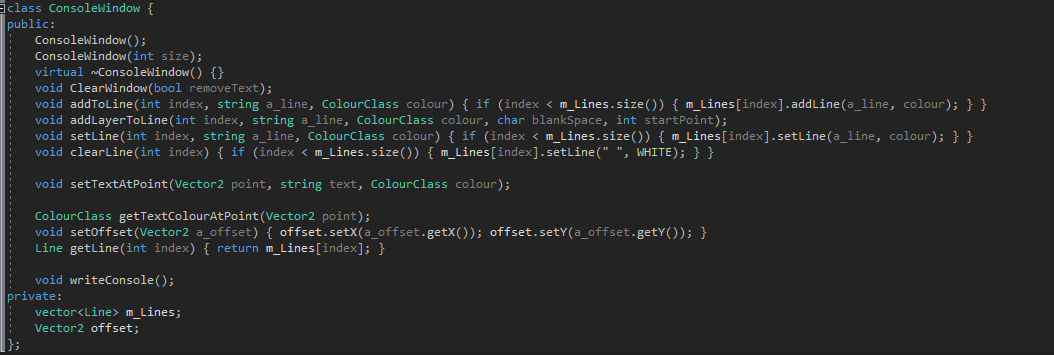 class ConsoleWindow {
public:
    ConsoleWindow();
    ConsoleWindow(int size);
    virtual ~ConsoleWindow() {}
    void ClearWindow(bool removeText);
    void addToLine(int index, string a_line, ColourClass colour) { if (index < m_Lines.size()) { m_Lines[index].addLine(a_line, colour); } }
    void addLayerToLine(int index, string a_line, ColourClass colour, char blankSpace, int startPoint);
    void setLine(int index, string a_line, ColourClass colour) { if (index < m_Lines.size()) { m_Lines[index].setLine(a_line, colour); } }
    void clearLine(int index) { if (index < m_Lines.size()) { m_Lines[index].setLine(" ", WHITE); } }

    void setTextAtPoint(Vector2 point, string text, ColourClass colour);

    ColourClass getTextColourAtPoint(Vector2 point);
    void setOffset(Vector2 a_offset) { offset.setX(a_offset.getX()); offset.setY(a_offset.getY()); }
    Line getLine(int index) { return m_Lines[index]; }

    void writeConsole();
private:
    vector<Line> m_Lines;
    Vector2 offset;
};